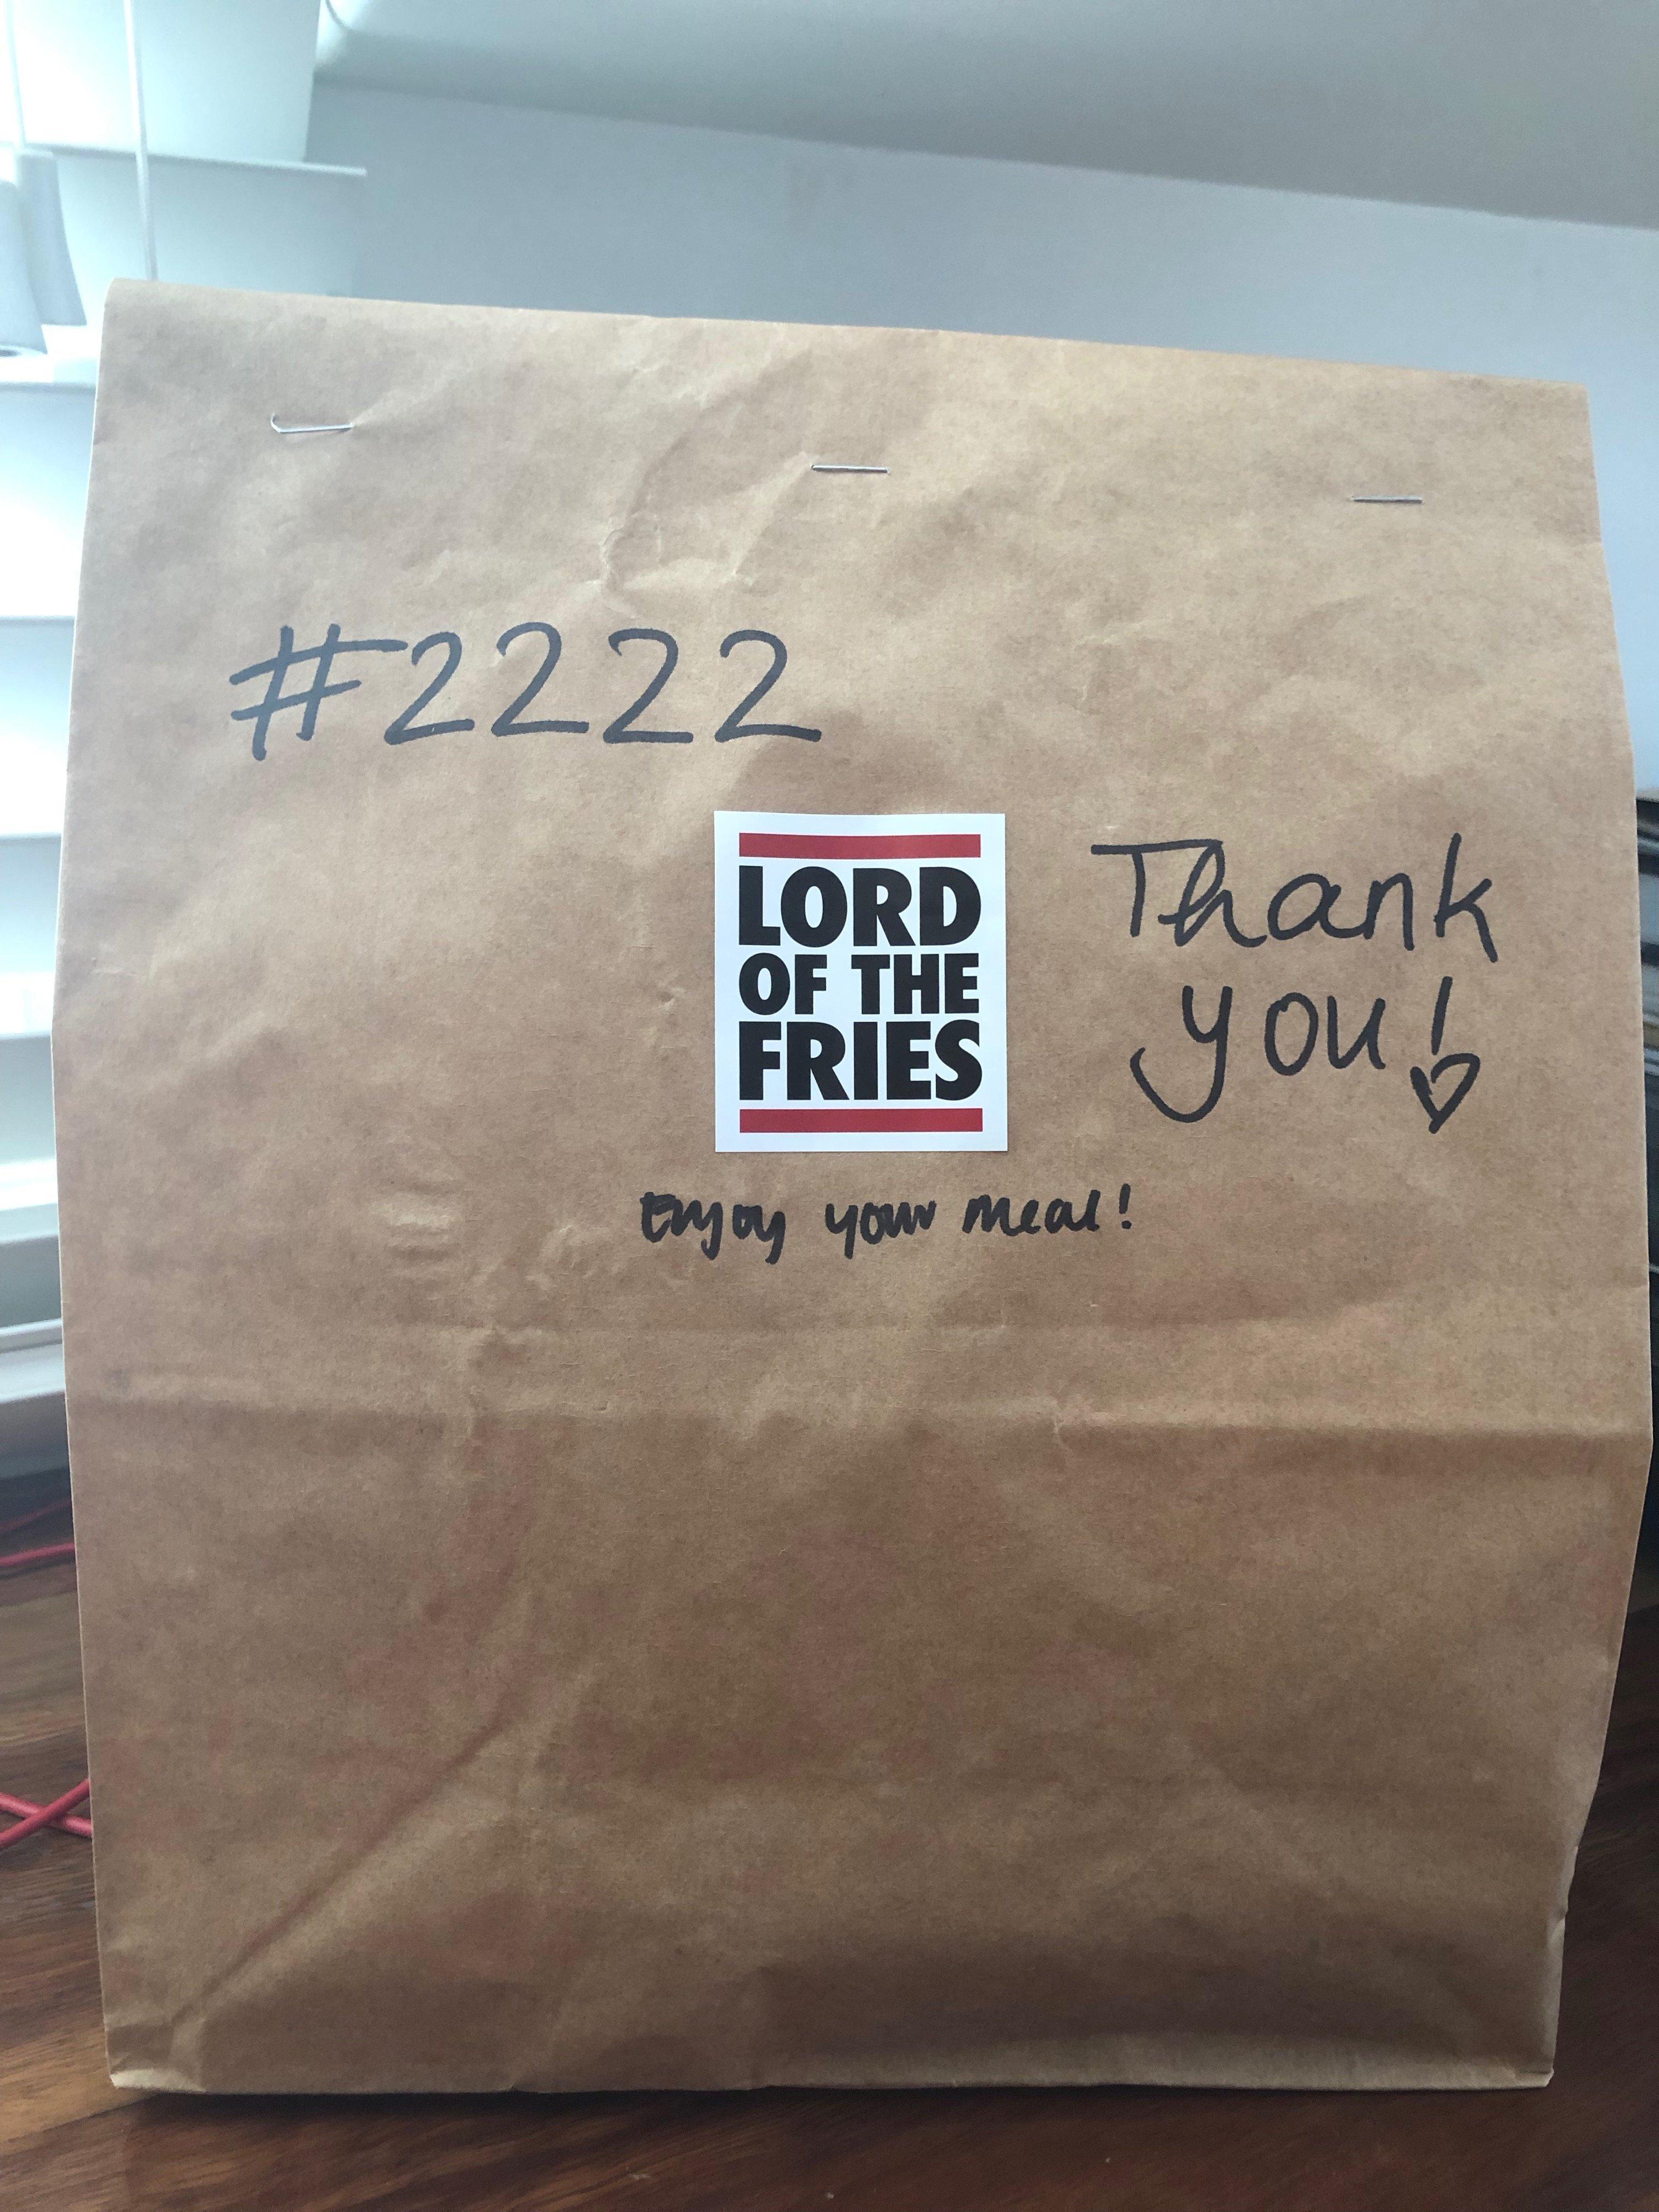 #2222
LORD
OF THE
FRIES
Thank
you!
Enjoy your meal!